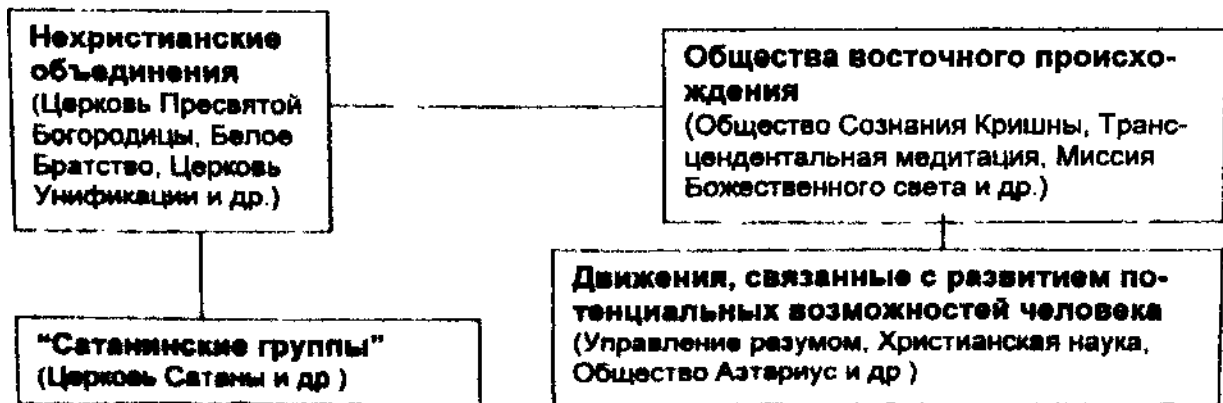 Нехристианские
объединения
(Церковь Пресвятой
Богородицы, Белое
Братство, Церковь
Унификации и др.)
Общества восточного происхо-
ждения
(Общество Сознания Кришны, Транс-
цендентальная медитация, Миссия
Божественного света и др.)
"Сатанинские группы"
(Церковь Сатаны и др )
Движения, связанные с развитием по-
тенциальных возможностей человека
(Управление разумом, Христианская наука,
Общество Аэтариус и др )